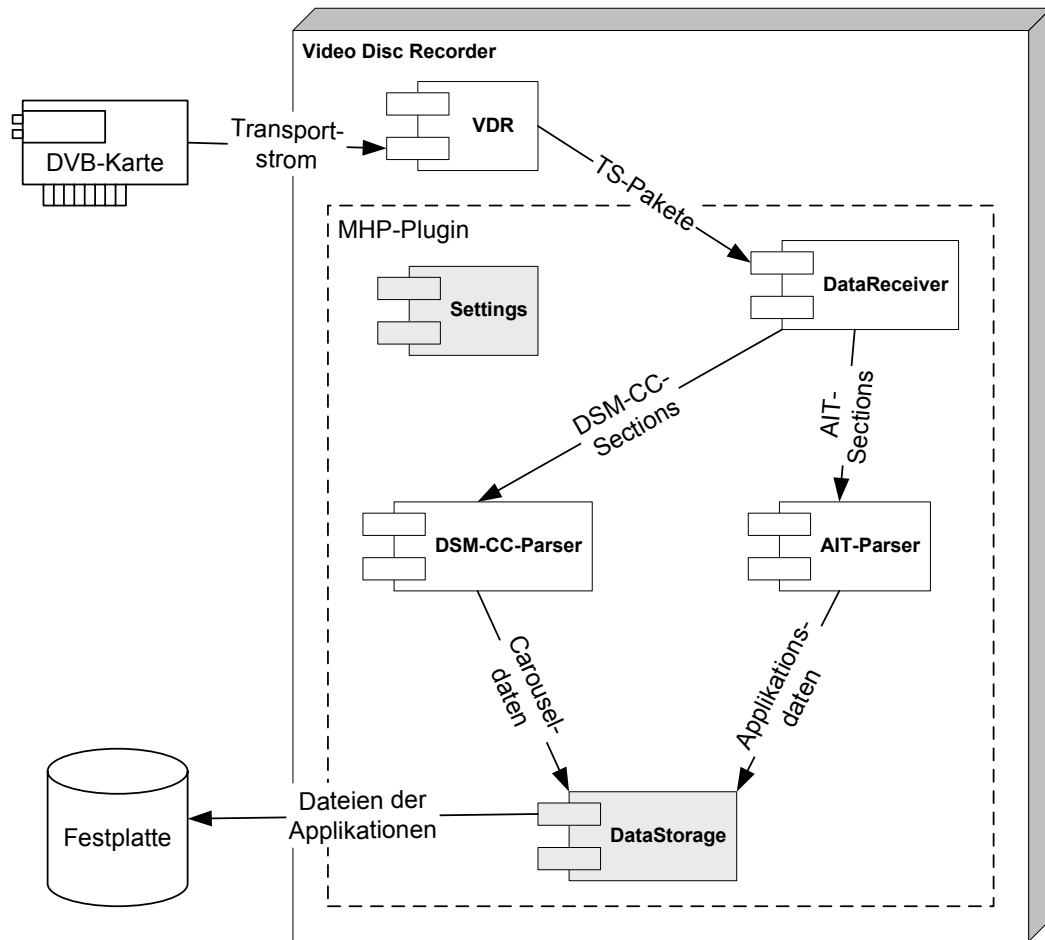 Video Disc Recorder
VDR
DVB-Karte
Transport-
strom
TS-Pakete
MHP-Plugin
Settings
DataReceiver
DSM-CC-
Sections
AIT-
Sections
DSM-CC-Parser
AIT-Parser
Carousel-
daten
Applikations-
daten
Dateien der
Applikationen
Festplatte
DataStorage